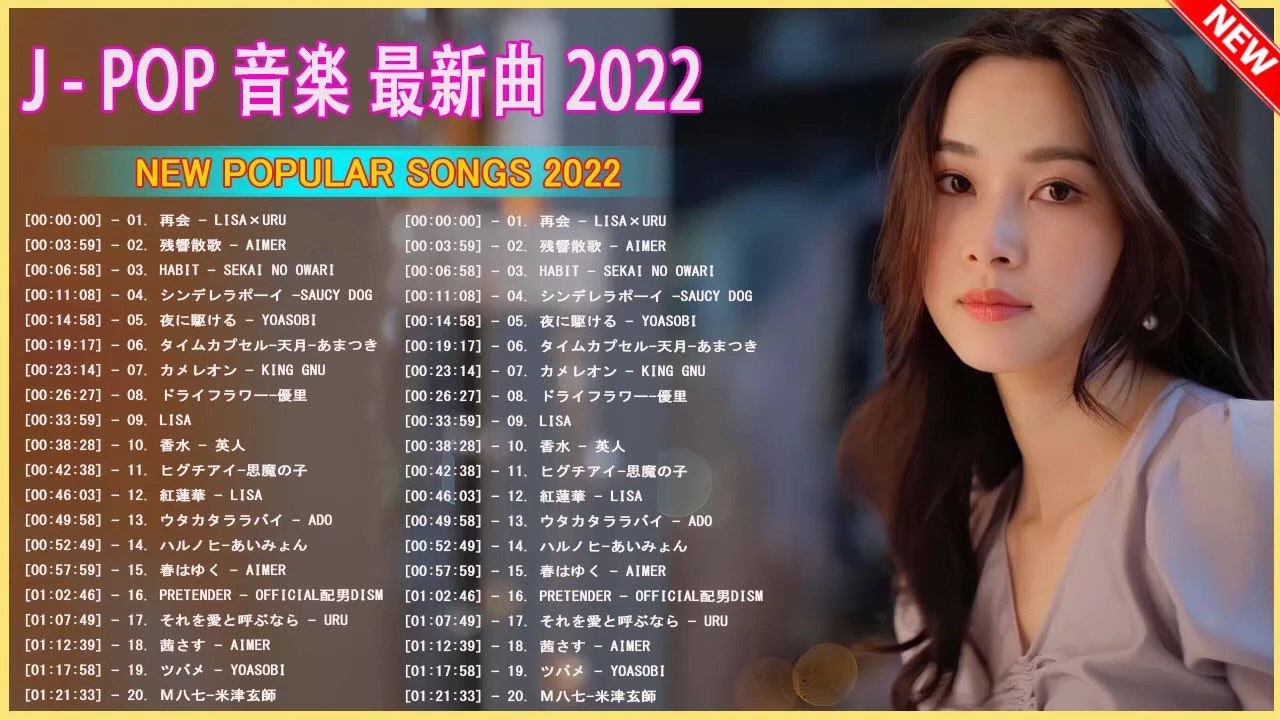 J - POP 音楽 最新曲 2022
NEW
NEW POPULAR SONGS 2022
[00:00:00] - 01. 再会 - LISA×URU
[00:03:59] - 02. 残響散歌 - AIMER
[00:06:58] - 03. HABIT - SEKAI NO OWARI
[00:11:08] - 04. シンデレラボーイ -SAUCY DOG
[00:14:58] - 05. 夜に駆ける - YOASOBI
[00:19:17] - 06. タイムカプセル-天月-あまつき
[00:23:14] - 07. カメレオン - KING GNU
[00:26:27] - 08. ドライフラワー-優里
[00:33:59] - 09. LISA
[00:38:28] - 10. 香水 - 英人
[00:42:38] - 11. ヒグチアイ-思魔の子
[00:46:03] - 12. 紅蓮華 - LISA
[00:49:58] - 13. ウタカタララバイ - ADO
[00:52:49] - 14. ハルノヒ-あいみょん
[00:57:59] - 15. 春はゆく - AIMER
[01:02:46] - 16. PRETENDER - OFFICIAL配男DISM
[01:07:49] - 17. それを愛と呼ぶなら - URU
[01:12:39] - 18. 茜さす - AIMER
[01:17:58] - 19. ツバメ - YOASOBI
[01:21:33] - 20. M八七-米津玄師
[00:00:00] - 01. 再会 - LISA×URU
[00:03:59] - 02. 残響散歌 - AIMER
[00:06:58] - 03. HABIT - SEKAI NO OWARI
[00:11:08] - 04. シンデレラボーイ -SAUCY DOG
[00:14:58] - 05. 夜に駆ける - YOASOBI
[00:19:17] - 06. タイムカプセル-天月-あまつき
[00:23:14] - 07. カメレオン - KING GNU
[00:26:27] - 08. ドライフラワー-優里
[00:33:59] - 09. LISA
[00:38:28] - 10. 香水 - 英人
[00:42:38] - 11. ヒグチアイ-思魔の子
[00:46:03] - 12. 紅蓮華 - LISA
[00:49:58] - 13. ウタカタララバイ - ADO
[00:52:49] - 14. ハルノヒ-あいみょん
[00:57:59] - 15. 春はゆく - AIMER
[01:02:46] - 16. PRETENDER - OFFICIAL配男DISM
[01:07:49] - 17. それを愛と呼ぶなら - URU
[01:12:39] - 18. 茜さす - AIMER
[01:17:58] - 19. ツバメ - YOASOBI
[01:21:33] - 20. M八七-米津玄師